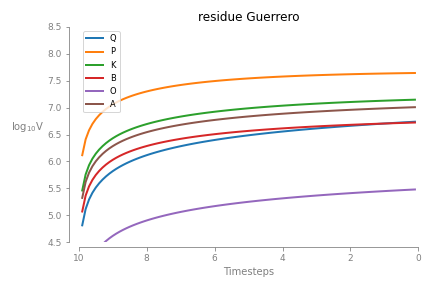 residue Guerrero
8.5
8.0
7.5
7.0
6.5
6.0
5.5
5.0
4.5
log₁₀V
Q
P
K
B
O
A
10 8 6 4 2 0
Timesteps